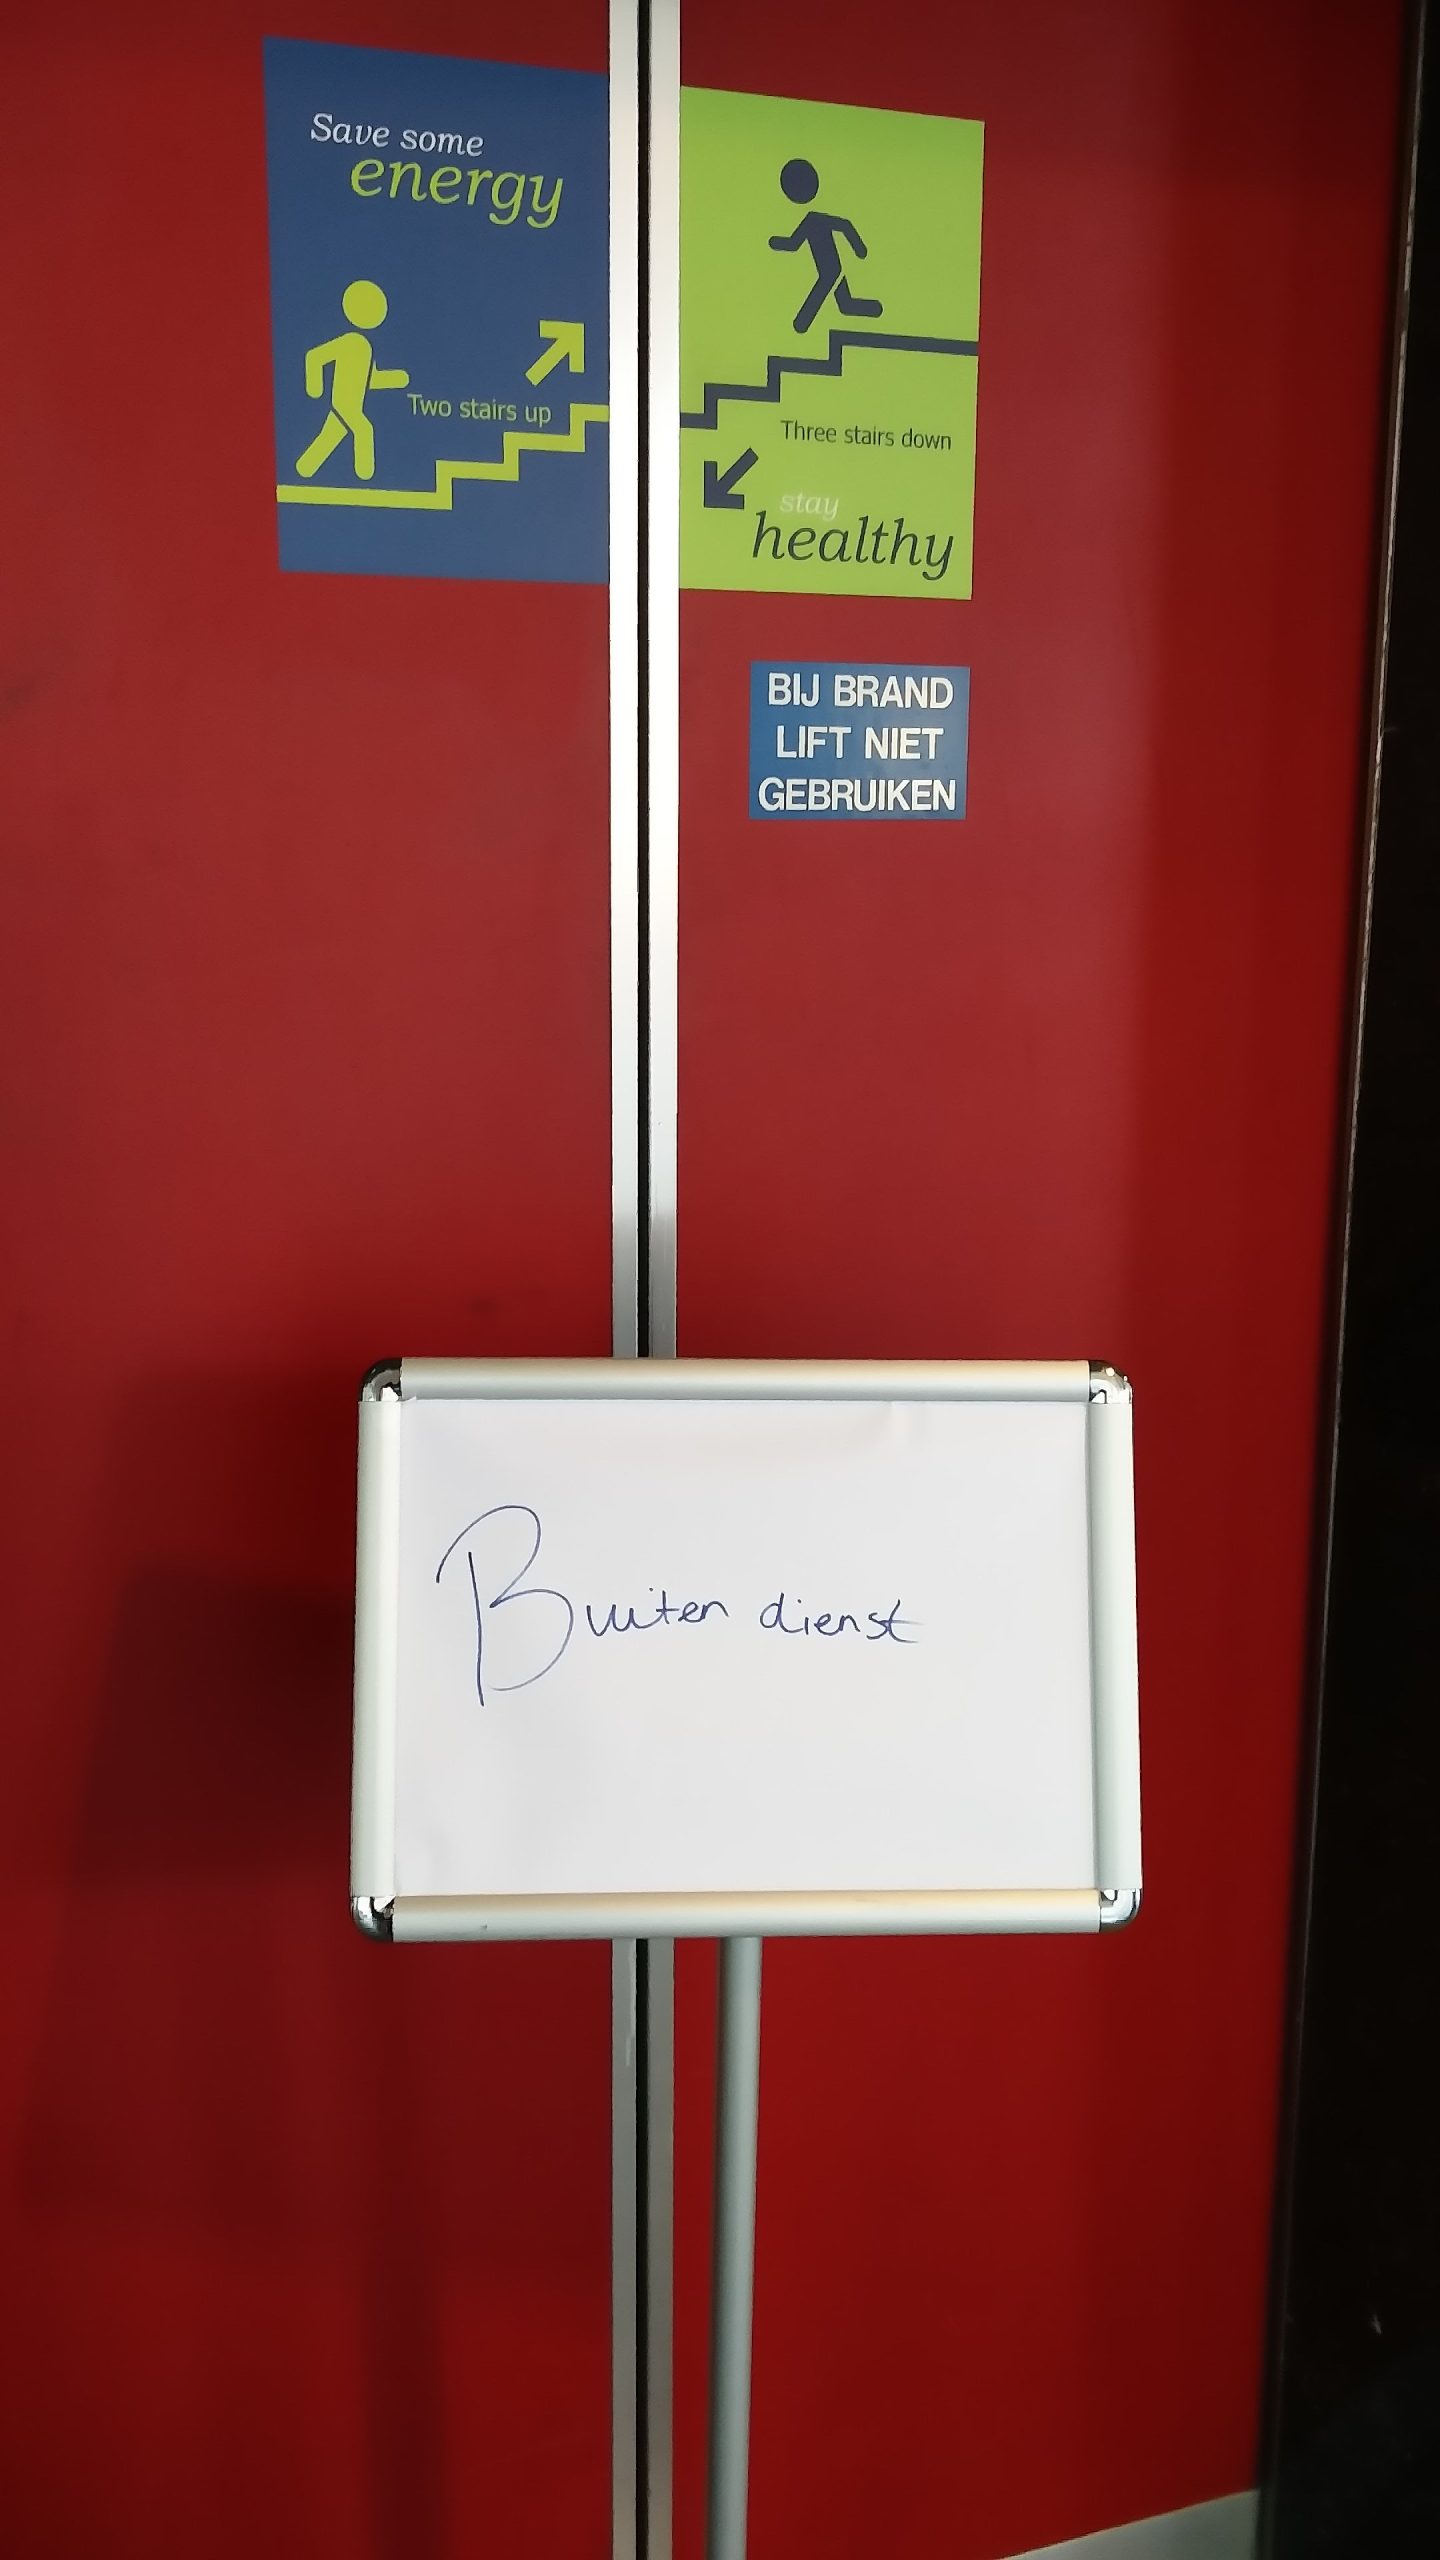 Save some
energy
Two stairs up
Three stairs down
stay
healthy
BIJ BRAND
LIFT NIET
GEBRUIKEN
Buiten dienst